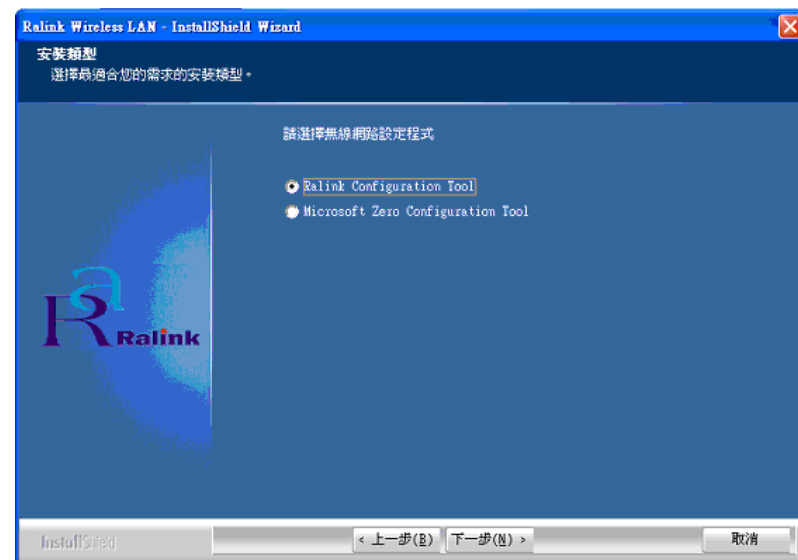 Ralink Wireless LAN - InstallShield Wizard
安裝類型
選擇最適合您的需求的安裝類型。
請選擇無線網路設定程式
Ralink Configuration Tool
Microsoft Zero Configuration Tool
Ralink
InstallShield
< 上一步(B)
下一步(N) >
取消